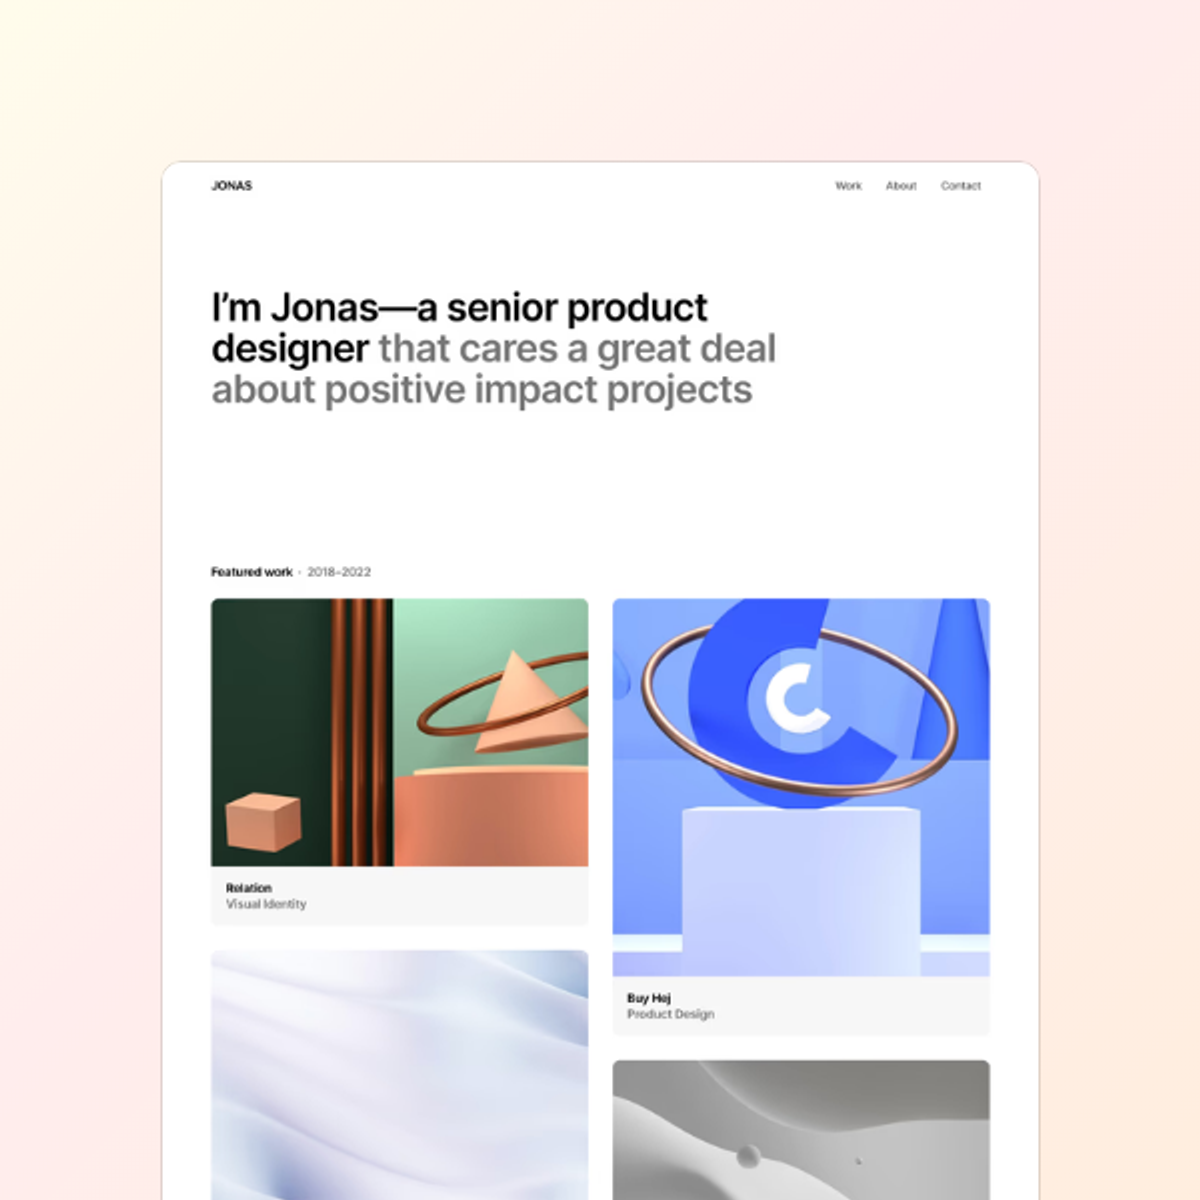 JONAS
Work About Contact
I'm Jonas—a senior product
designer that cares a great deal
about positive impact projects
Featured work · 2018–2022
C
Relation
Visual Identity
Buy Hej
Product Design